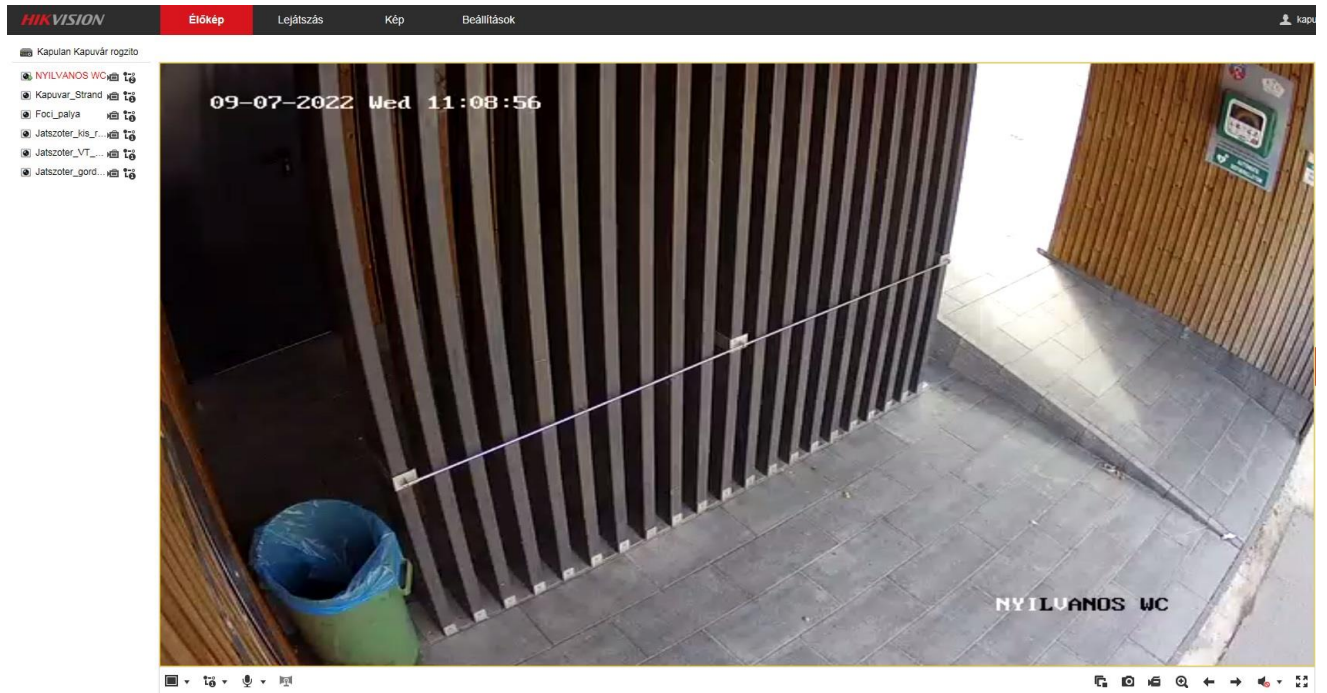 HIKVISION Élőkép Lejátszás Kép Beállítások kapu
Kapulan Kapuvár rogzito
NYILVANOS WC
Kapuvar_Strand
Foci_palya
Jatszoter_kis_r...
Jatszoter_VT_...
Jatszoter_gord...
09-07-2022 Wed 11:08:56
NYILVANOS WC